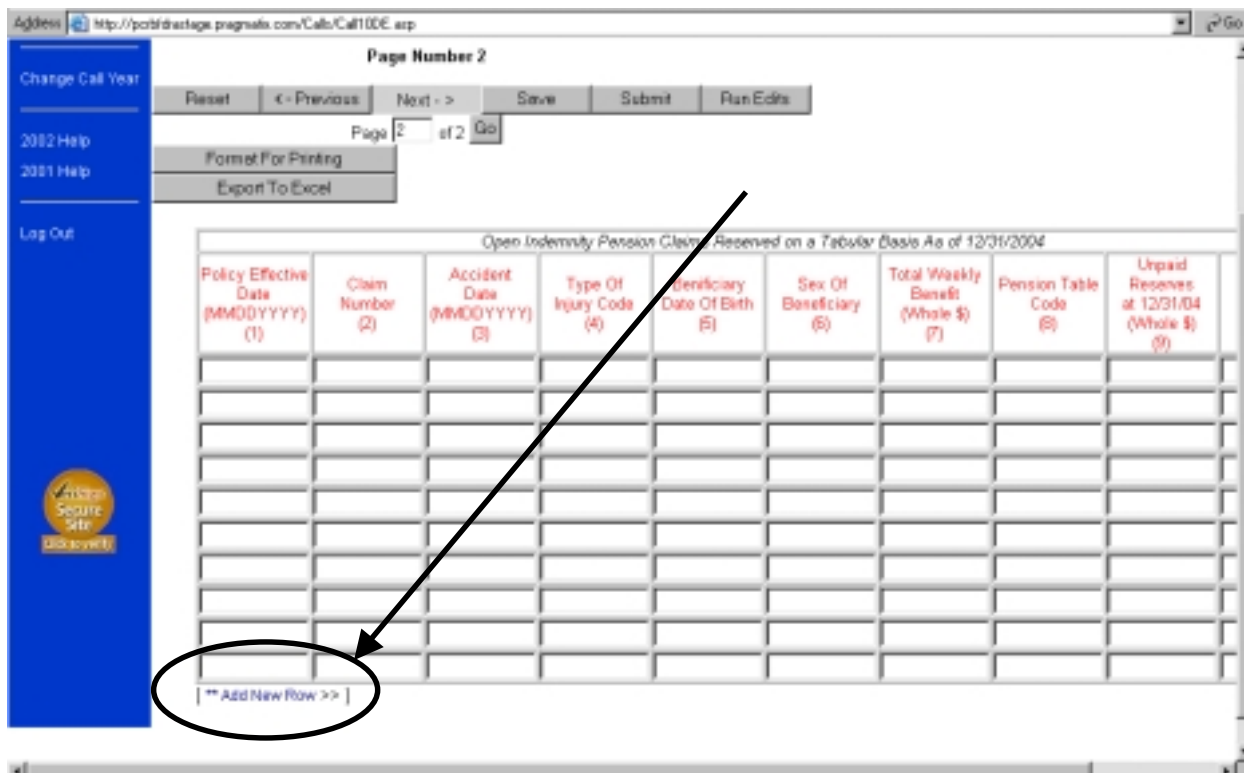 Address http://pcrbfdrastage.pragmatix.com/Calls/Call10DE.asp Go
Page Number 2
Change Call Year
Reset <- Previous Next -> Save Submit Run Edits
Page 2 of 2 Go
2002 Help
Format For Printing
2001 Help
Export To Excel
Log Out
Open Indemnity Pension Claims Reserved on a Tabular Basis As of 12/31/2004
Policy Effective Date (MMDDYYYY) (1)
Claim Number (2)
Accident Date (MMDDYYYY) (3)
Type Of Injury Code (4)
Benificiary Date Of Birth (5)
Sex Of Beneficiary (6)
Total Weekly Benefit (Whole $) (7)
Pension Table Code (8)
Unpaid Reserves at 12/31/04 (Whole $) (9)
VeriSign
Secure
Site
Click to verify
[ ** Add New Row >> ]